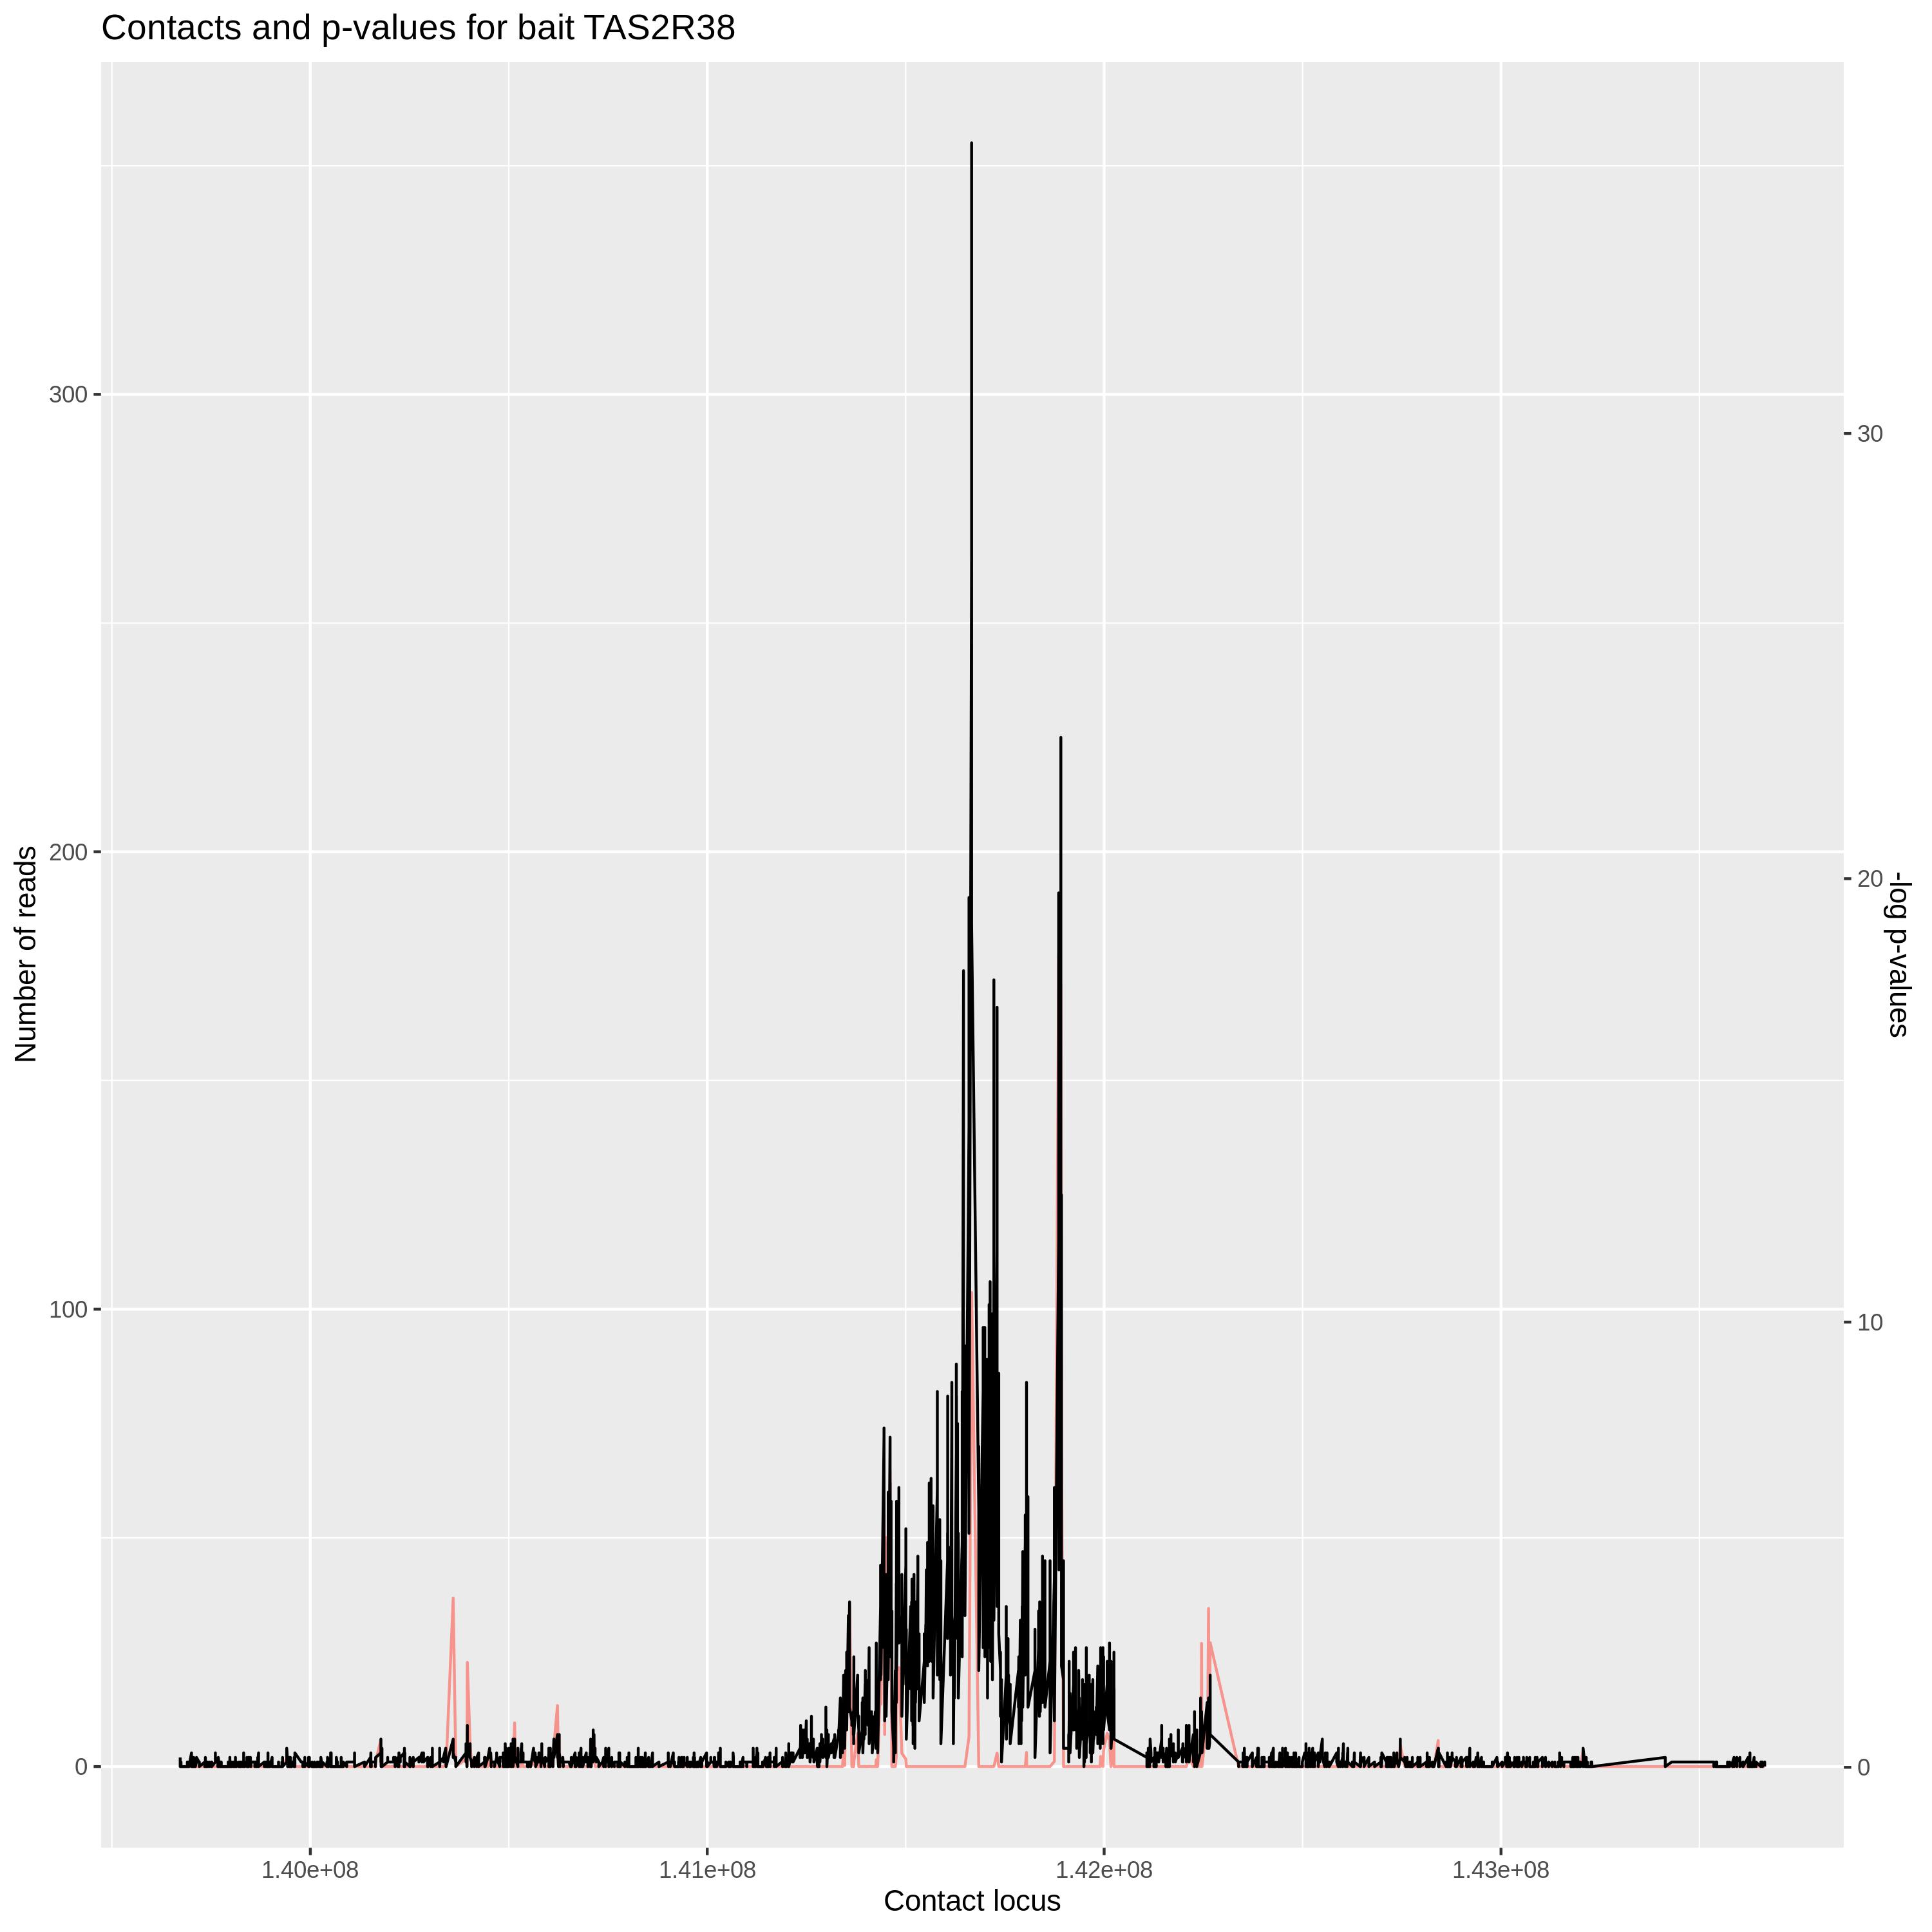 Contacts and p-values for bait TAS2R38
300
200
100
0
Number of reads
30
20
10
0
-log p-values
1.40e+08
1.41e+08
1.42e+08
1.43e+08
Contact locus